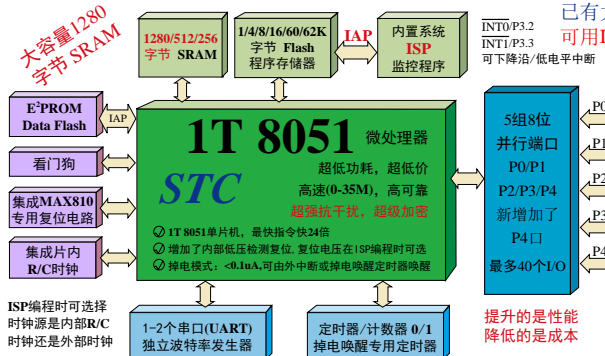 大容量1280
字节 SRAM
1280/512/256
字节 SRAM
1/4/8/16/60/62K
字节 Flash
程序存储器
IAP
内置系统
ISP
监控程序
INT0/P3.2
INT1/P3.3
可下降沿/低电平中断
已有
可用
E²PROM
Data Flash
IAP
看门狗
集成MAX810
专用复位电路
集成片内
R/C时钟
1T 8051 微处理器
STC
超低功耗，超低价
高速(0-35M)，高可靠
超强抗干扰，超级加密
1T 8051单片机，最快指令快24倍
增加了内部低压检测复位, 复位电压在ISP编程时可选
掉电模式：<0.1uA,可由外中断或掉电唤醒定时器唤醒
5组8位
并行端口
P0/P1
P2/P3/P4
新增加了
P4口
最多40个I/O
P0
P1
P2
P3
P4
ISP编程时可选择
时钟源是内部R/C
时钟还是外部时钟
1-2个串口(UART)
独立波特率发生器
定时器/计数器 0/1
掉电唤醒专用定时器
提升的是性能
降低的是成本